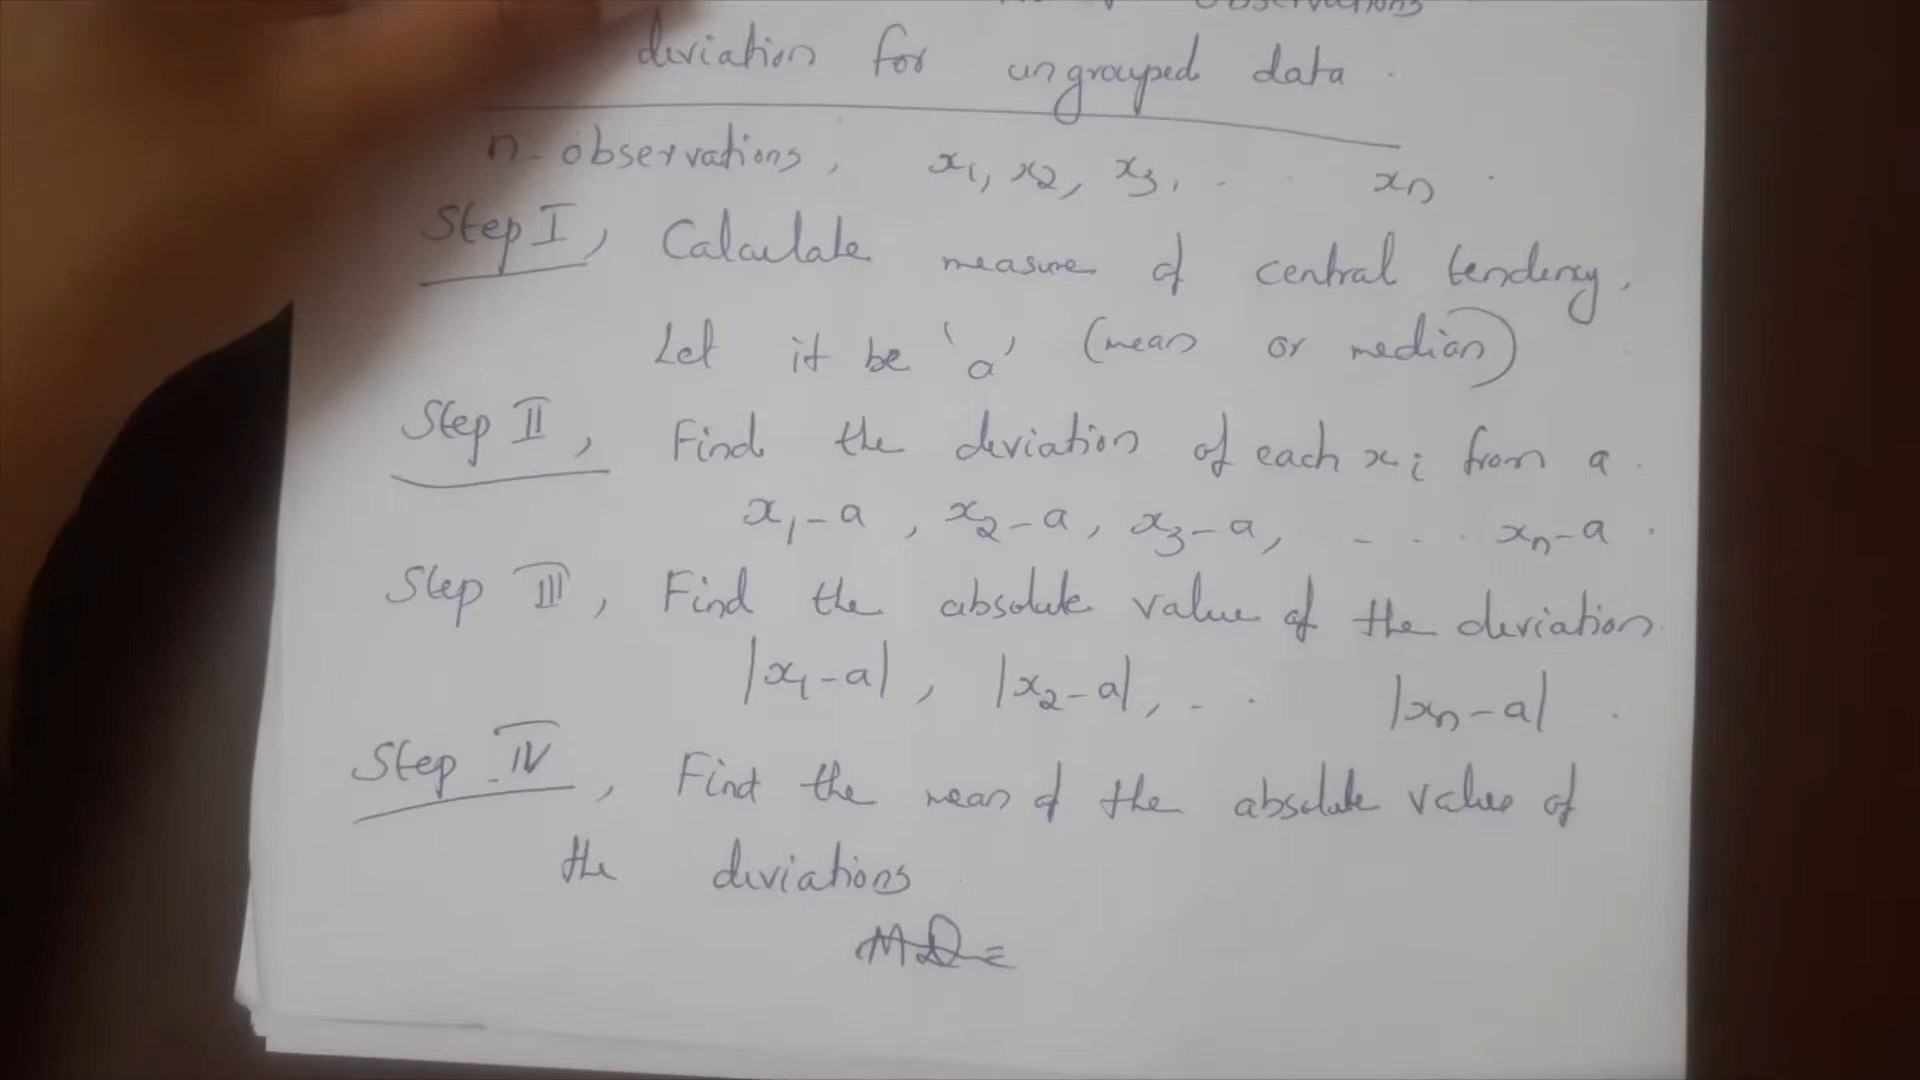 observations
deviation for ungrouped data.
n-observations, x₁, x₂, x₃, . . xₙ.
Step I, Calculate measure of central tendency.
Let it be 'a' (mean or median)
Step II, Find the deviation of each xᵢ from a.
x₁-a, x₂-a, x₃-a, - . . . xₙ-a.
Step III, Find the absolute value of the deviation
|x₁-a|, |x₂-a|, . . |xₙ-a|.
Step IV, Find the mean of the absolute values of
the deviations